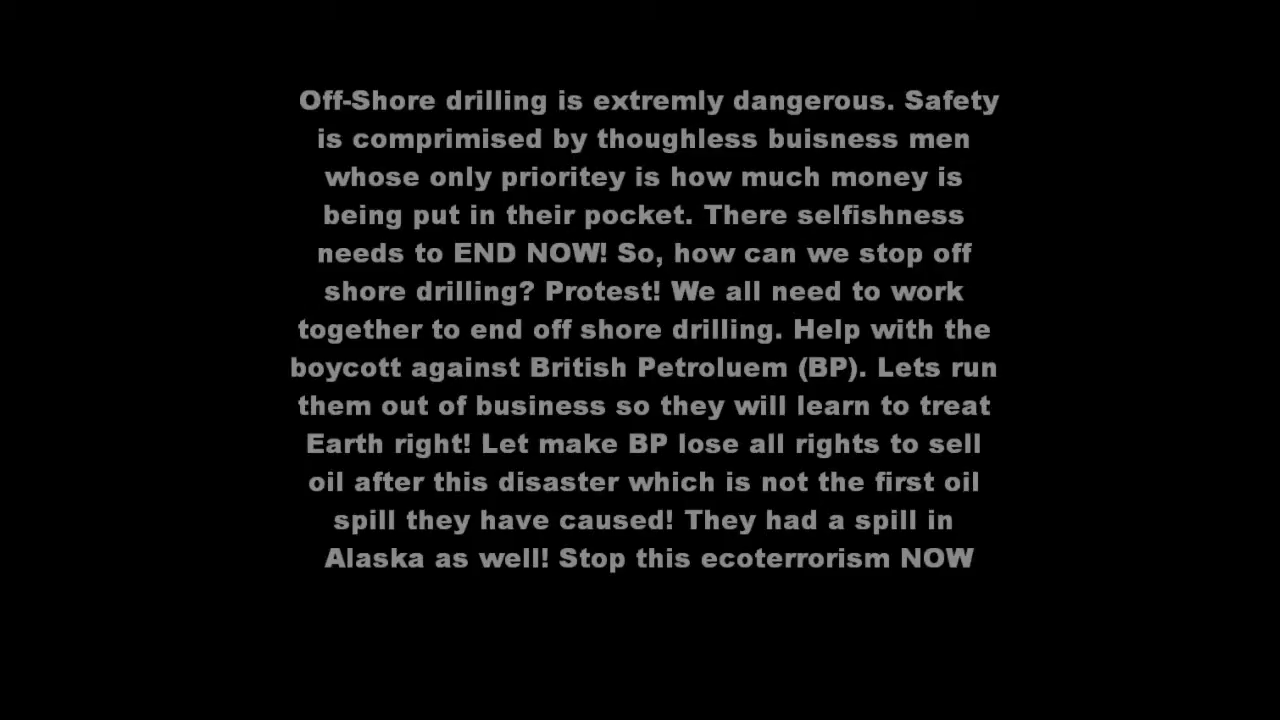 Off-Shore drilling is extremly dangerous. Safety
is comprimised by thoughless buisness men
whose only prioritey is how much money is
being put in their pocket. There selfishness
needs to END NOW! So, how can we stop off
shore drilling? Protest! We all need to work
together to end off shore drilling. Help with the
boycott against British Petroluem (BP). Lets run
them out of business so they will learn to treat
Earth right! Let make BP lose all rights to sell
oil after this disaster which is not the first oil
spill they have caused! They had a spill in
Alaska as well! Stop this ecoterrorism NOW